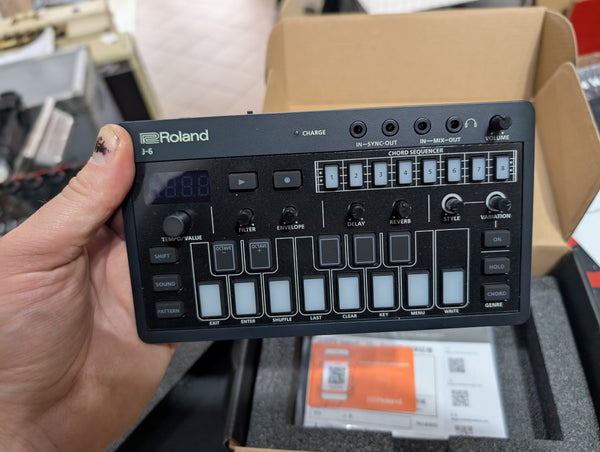 Roland
J-6
CHARGE
IN-SYNC-OUT
IN-MIX-OUT
VOLUME
CHORD SEQUENCER
1 2 3 4 5 6 7 8
FILTER
ENVELOPE
DELAY
REVERB
STYLE
VARIATION
TEMPO/VALUE
ON
SHIFT
OCTAVE -
OCTAVE +
HOLD
SOUND
CHORD
GENRE
PATTERN
EXIT
ENTER
SHUFFLE
LAST
CLEAR
KEY
MENU
WRITE
Roland